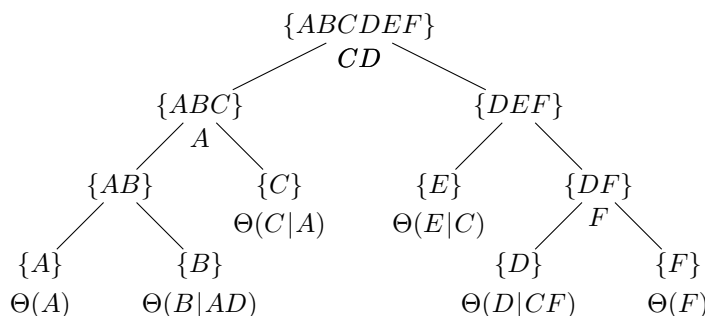 {ABCDEF}
CD
{ABC} {DEF}
A
{AB} {C} {E} {DF}
Θ(C|A) Θ(E|C) F
{A} {B} {D} {F}
Θ(A) Θ(B|AD) Θ(D|CF) Θ(F)